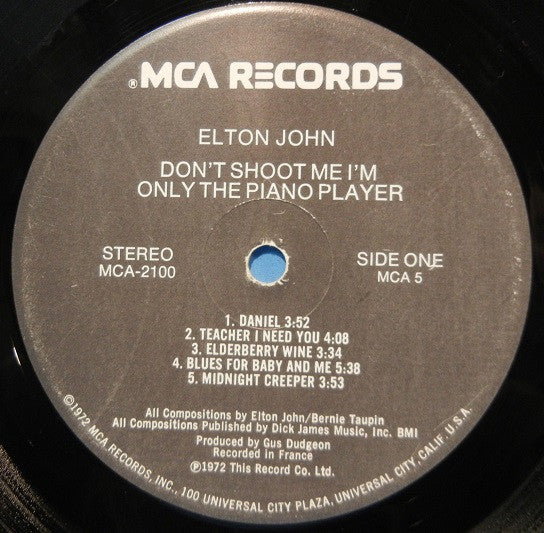 ®MCA RECORDS
ELTON JOHN
DON'T SHOOT ME I'M
ONLY THE PIANO PLAYER
STEREO
MCA-2100
SIDE ONE
MCA 5
1. DANIEL 3:52
2. TEACHER I NEED YOU 4:08
3. ELDERBERRY WINE 3:34
4. BLUES FOR BABY AND ME 5:38
5. MIDNIGHT CREEPER 3:53
All Compositions by Elton John/Bernie Taupin
All Compositions Published by Dick James Music, Inc. BMI
Produced by Gus Dudgeon
Recorded in France
℗1972 This Record Co. Ltd.
©1972 MCA RECORDS, INC., 100 UNIVERSAL CITY PLAZA, UNIVERSAL CITY, CALIF. U.S.A.